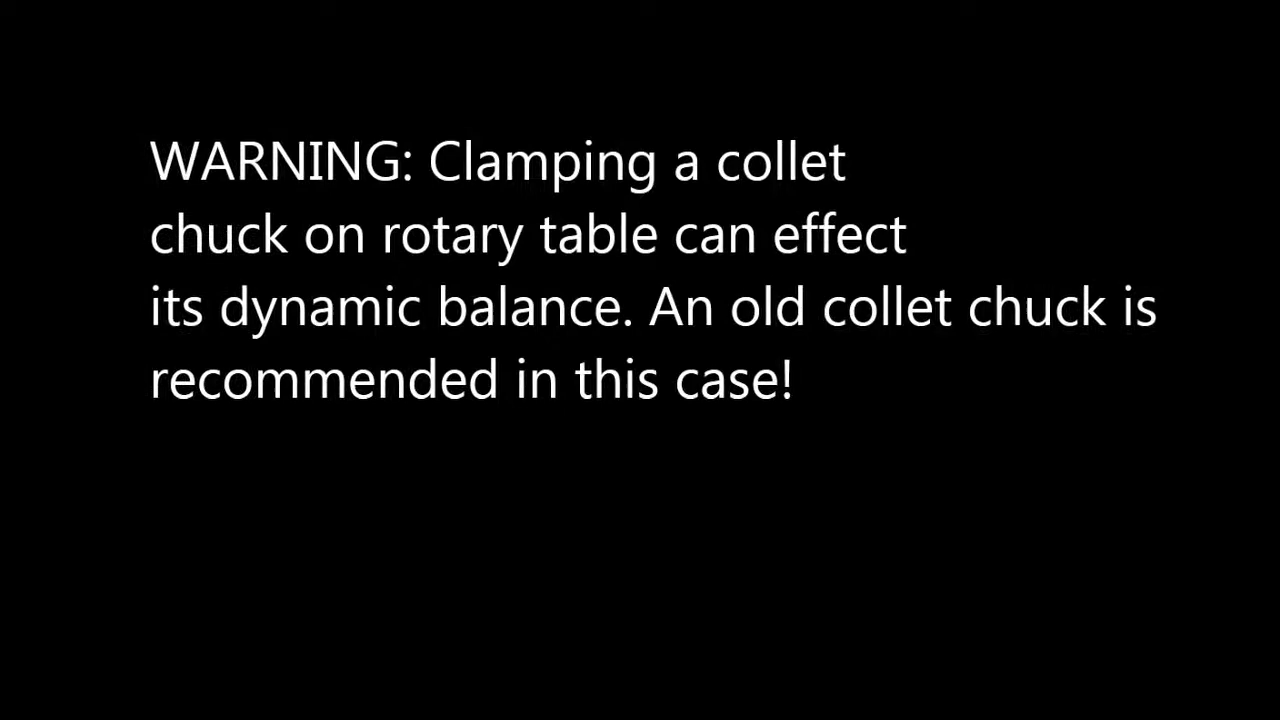 WARNING: Clamping a collet
chuck on rotary table can effect
its dynamic balance. An old collet chuck is
recommended in this case!